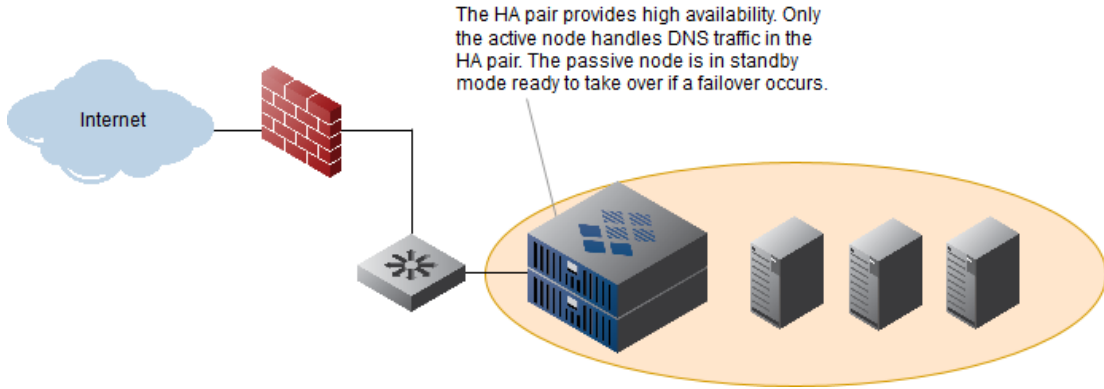 The HA pair provides high availability. Only
the active node handles DNS traffic in the
HA pair. The passive node is in standby
mode ready to take over if a failover occurs.
Internet